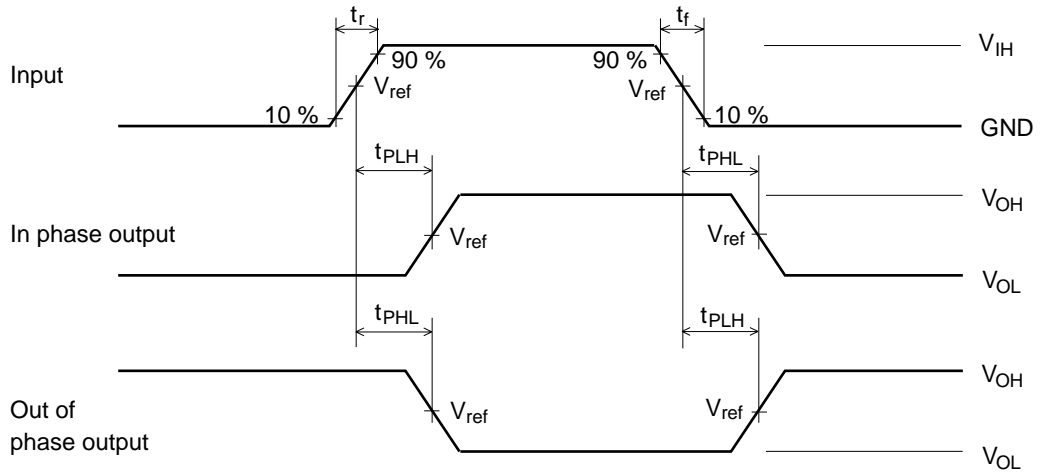 tr
tf
90 %
90 %
VIH
Input
Vref
Vref
10 %
10 %
GND
tPLH
tPHL
VOH
In phase output
Vref
Vref
VOL
tPHL
tPLH
VOH
Out of
phase output
Vref
Vref
VOL